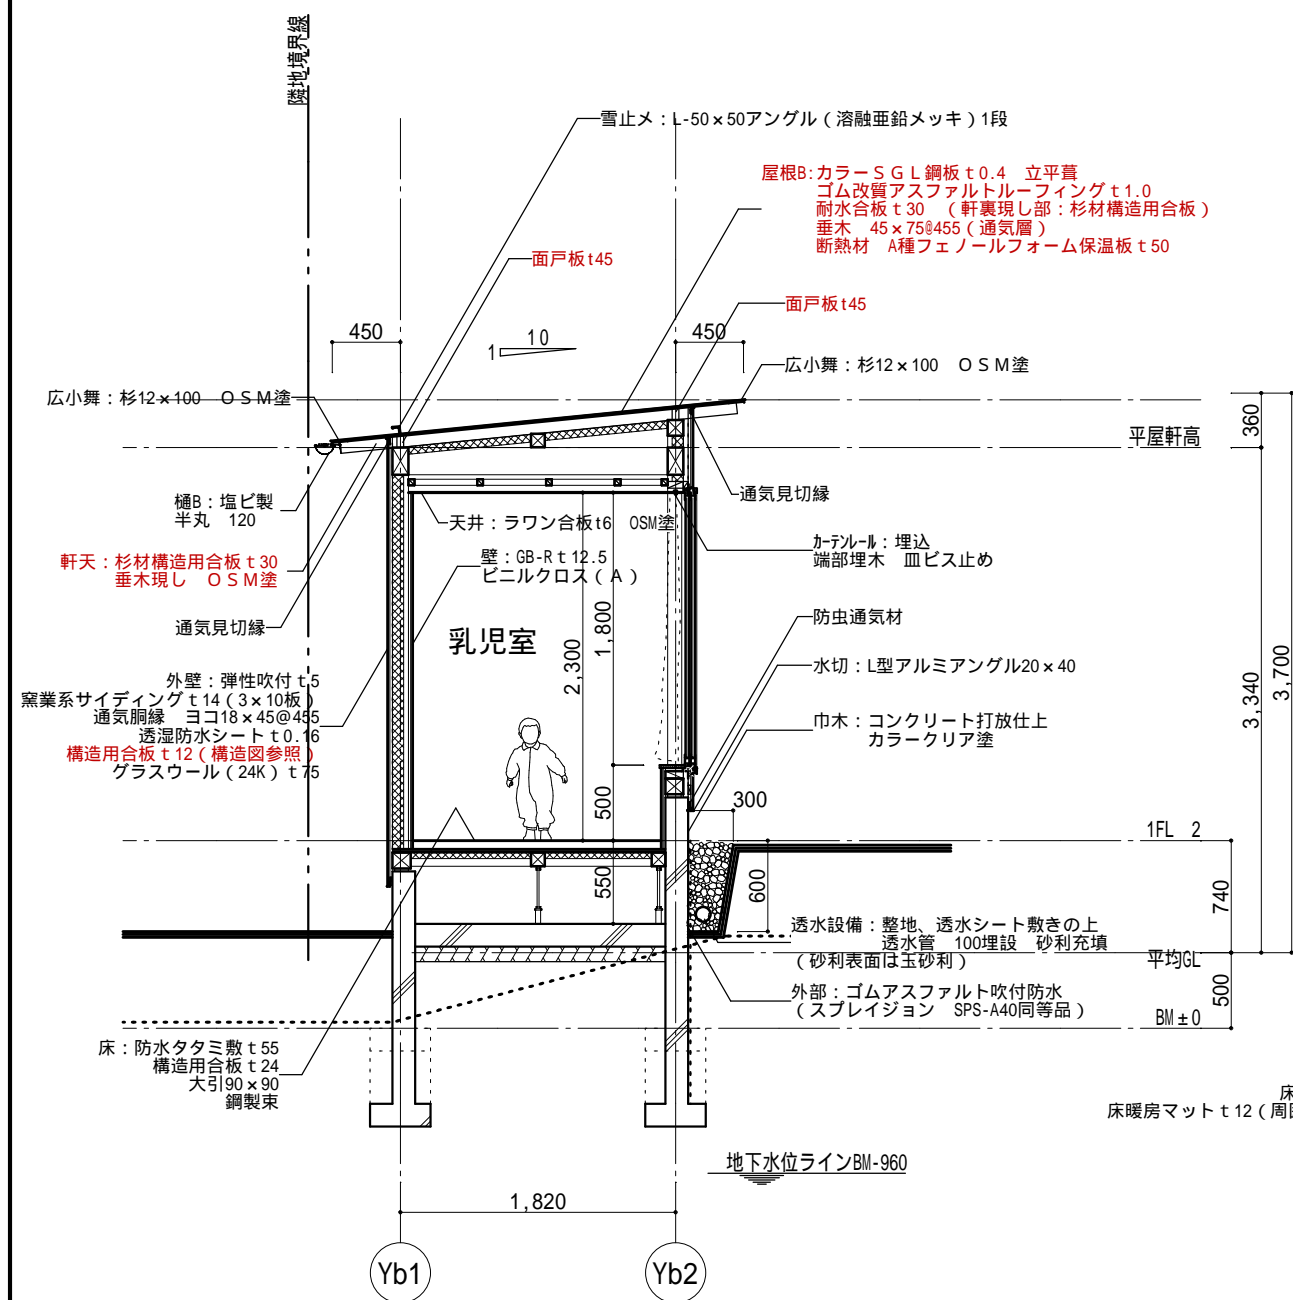 隣地境界線
雪止メ：L-50×50アングル（溶融亜鉛メッキ）1段
屋根B:カラーＳＧＬ鋼板ｔ0.4　立平葺
ゴム改質アスファルトルーフィングｔ1.0
耐水合板ｔ30　（軒裏現し部：杉材構造用合板）
垂木　45×75@455（通気層）
断熱材　A種フェノールフォーム保温板ｔ50
面戸板t45
面戸板t45
450
10
1
450
広小舞：杉12×100　ＯＳＭ塗
広小舞：杉12×100　ＯＳＭ塗
360
平屋軒高
樋B：塩ビ製
半丸　120
通気見切縁
天井：ラワン合板t6　OSM塗
カーテンレール：埋込
端部埋木　皿ビス止め
軒天：杉材構造用合板ｔ30
垂木現し　ＯＳＭ塗
壁：GB-Rｔ12.5
ビニルクロス（Ａ）
通気見切縁
乳児室
2,300
1,800
防虫通気材
水切：L型アルミアングル20×40
3,340
3,700
外壁：弾性吹付ｔ5
窯業系サイディングｔ14（3×10板）
通気胴縁　ヨコ18×45@455
透湿防水シートｔ0.16
構造用合板ｔ12（構造図参照）
グラスウール（24K）ｔ75
巾木：コンクリート打放仕上
カラークリア塗
500
300
1FL　2
550
600
740
透水設備：整地、透水シート敷きの上
透水管　100埋設　砂利充填
（砂利表面は玉砂利）
平均GL
外部：ゴムアスファルト吹付防水
（スプレイジョン　SPS-A40同等品）
500
BM±0
床：防水タタミ敷ｔ55
構造用合板ｔ24
大引90×90
鋼製束
床
床暖房マットｔ12（周囲
地下水位ラインBM-960
1,820
Yb1
Yb2